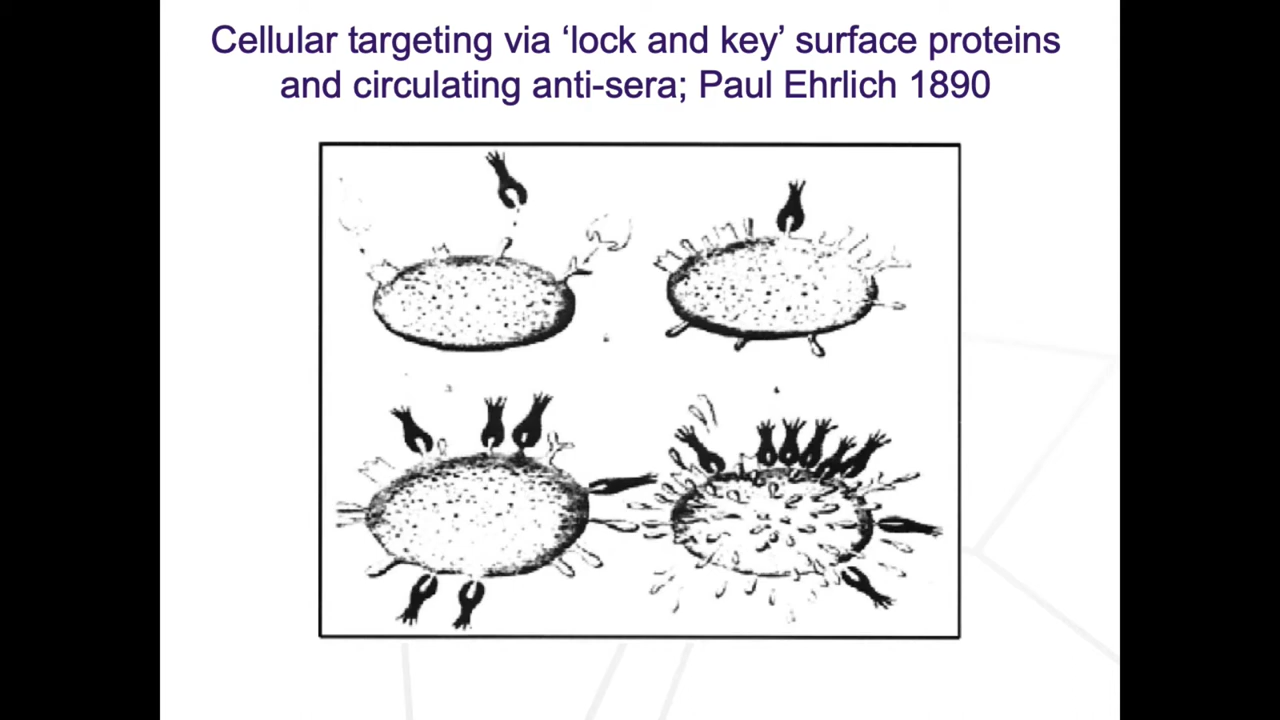 Cellular targeting via ‘lock and key’ surface proteins
and circulating anti-sera; Paul Ehrlich 1890